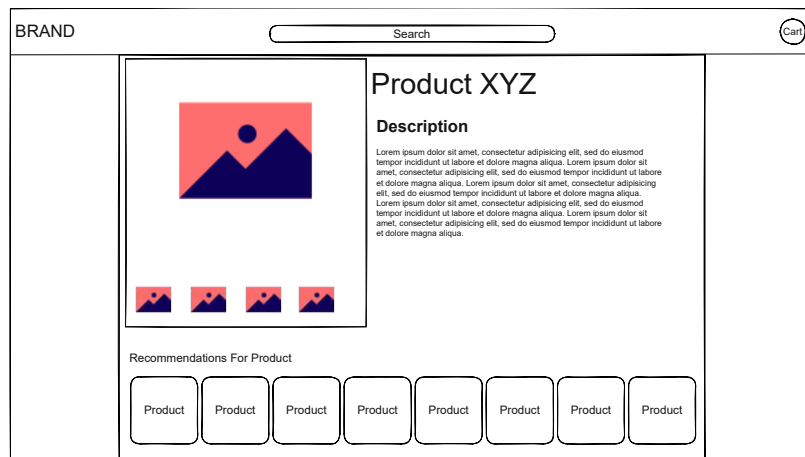 BRAND
Search
Cart
Product XYZ
Description
Lorem ipsum dolor sit amet, consectetur adipisicing elit, sed do eiusmod
tempor incididunt ut labore et dolore magna aliqua. Lorem ipsum dolor sit
amet, consectetur adipisicing elit, sed do eiusmod tempor incididunt ut labore
et dolore magna aliqua. Lorem ipsum dolor sit amet, consectetur adipisicing
elit, sed do eiusmod tempor incididunt ut labore et dolore magna aliqua.
Lorem ipsum dolor sit amet, consectetur adipisicing elit, sed do eiusmod
tempor incididunt ut labore et dolore magna aliqua. Lorem ipsum dolor sit
amet, consectetur adipisicing elit, sed do eiusmod tempor incididunt ut labore
et dolore magna aliqua.
Recommendations For Product
Product Product Product Product Product Product Product Product